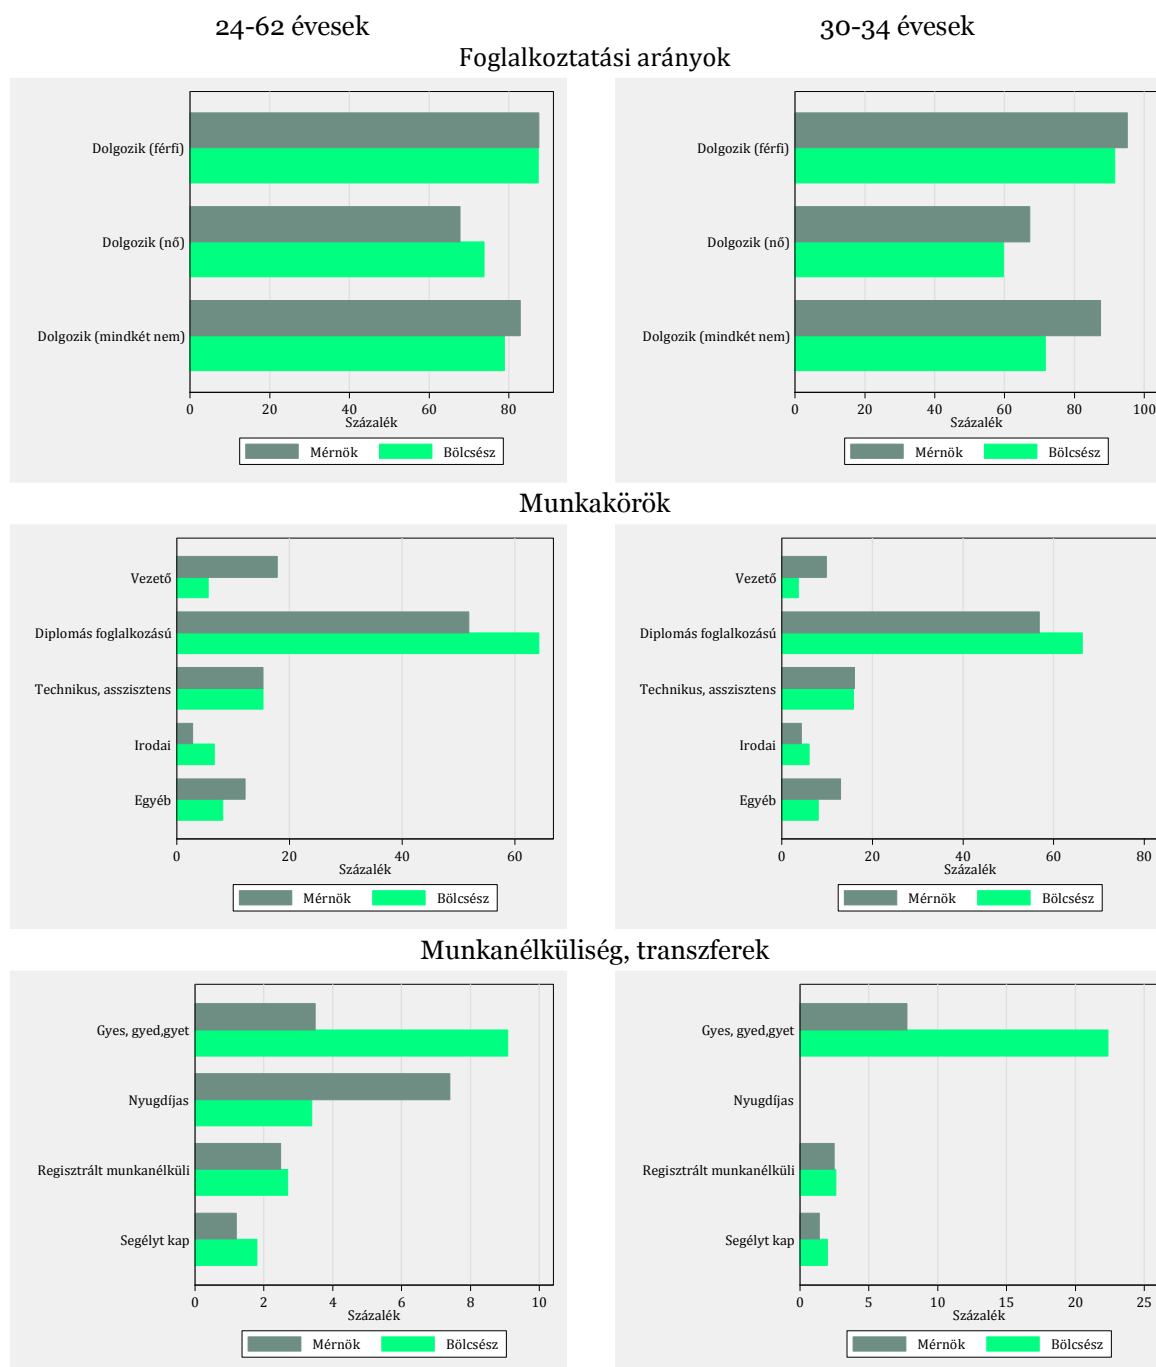 24-62 évesek
30-34 évesek
Foglalkoztatási arányok
Dolgozik (férfi)
Dolgozik (nő)
Dolgozik (mindkét nem)
0 20 40 60 80
Százalék
Mérnök Bölcsész
Dolgozik (férfi)
Dolgozik (nő)
Dolgozik (mindkét nem)
0 20 40 60 80 100
Százalék
Mérnök Bölcsész
Munkakörök
Vezető
Diplomás foglalkozású
Technikus, asszisztens
Irodai
Egyéb
0 20 40 60
Százalék
Mérnök Bölcsész
Vezető
Diplomás foglalkozású
Technikus, asszisztens
Irodai
Egyéb
0 20 40 60 80
Százalék
Mérnök Bölcsész
Munkanélküliség, transzferek
Gyes, gyed,gyet
Nyugdíjas
Regisztrált munkanélküli
Segélyt kap
0 2 4 6 8 10
Százalék
Mérnök Bölcsész
Gyes, gyed,gyet
Nyugdíjas
Regisztrált munkanélküli
Segélyt kap
0 5 10 15 20 25
Százalék
Mérnök Bölcsész